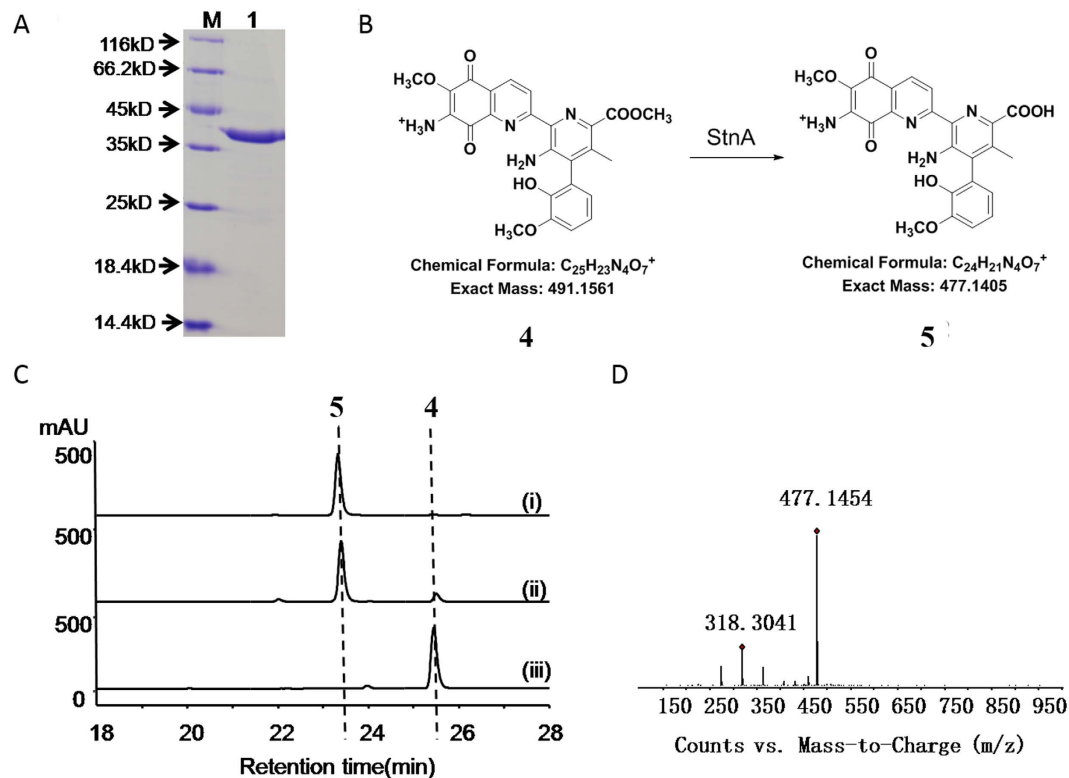 A
M 1
116kD
66.2kD
45kD
35kD
25kD
18.4kD
14.4kD
B
O
H₃CO
⁺H₃N
O
N
N
COOCH₃
H₂N
HO
H₃CO
StnA
O
H₃CO
⁺H₃N
O
N
N
COOH
H₂N
HO
H₃CO
Chemical Formula: C₂₅H₂₃N₄O₇⁺
Exact Mass: 491.1561
4
Chemical Formula: C₂₄H₂₁N₄O₇⁺
Exact Mass: 477.1405
5
C
5 4
mAU
500
(i)
500
(ii)
500
(iii)
0
18 20 22 24 26 28
Retention time(min)
D
477.1454
318.3041
150 250 350 450 550 650 750 850 950
Counts vs. Mass-to-Charge (m/z)